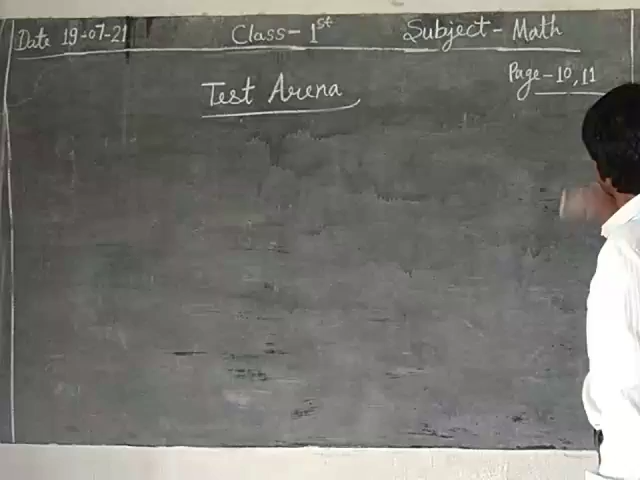 Date 19-07-21 Class- 1st Subject- Math
Page-10,11
Test Arena